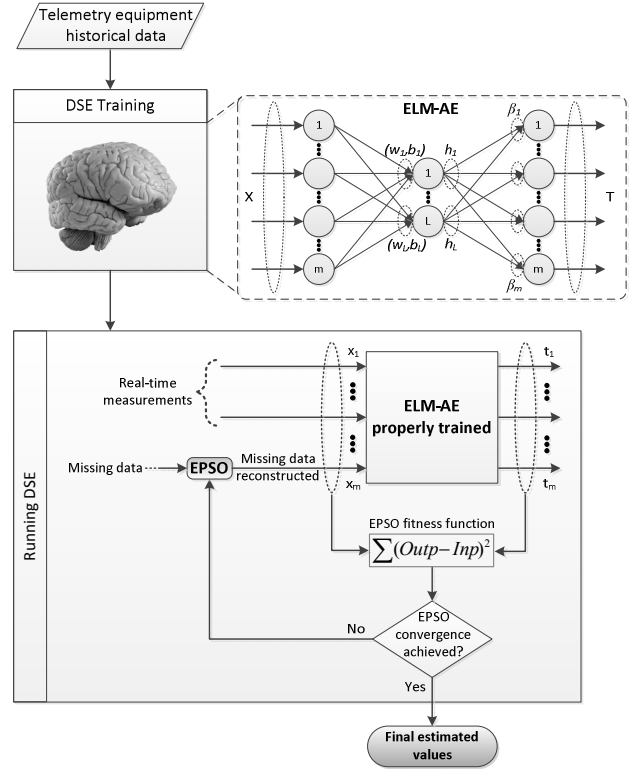 Telemetry equipment
historical data
DSE Training
ELM-AE
X
1
m
(w1,b1)
(wL,bL)
1
L
h1
hL
β1
βm
1
m
T
Running DSE
Real-time
measurements
x1
ELM-AE
properly trained
t1
Missing data
EPSO
Missing data
reconstructed
xm
tm
EPSO fitness function
∑(Outp−Inp)²
EPSO
convergence
achieved?
No
Yes
Final estimated
values